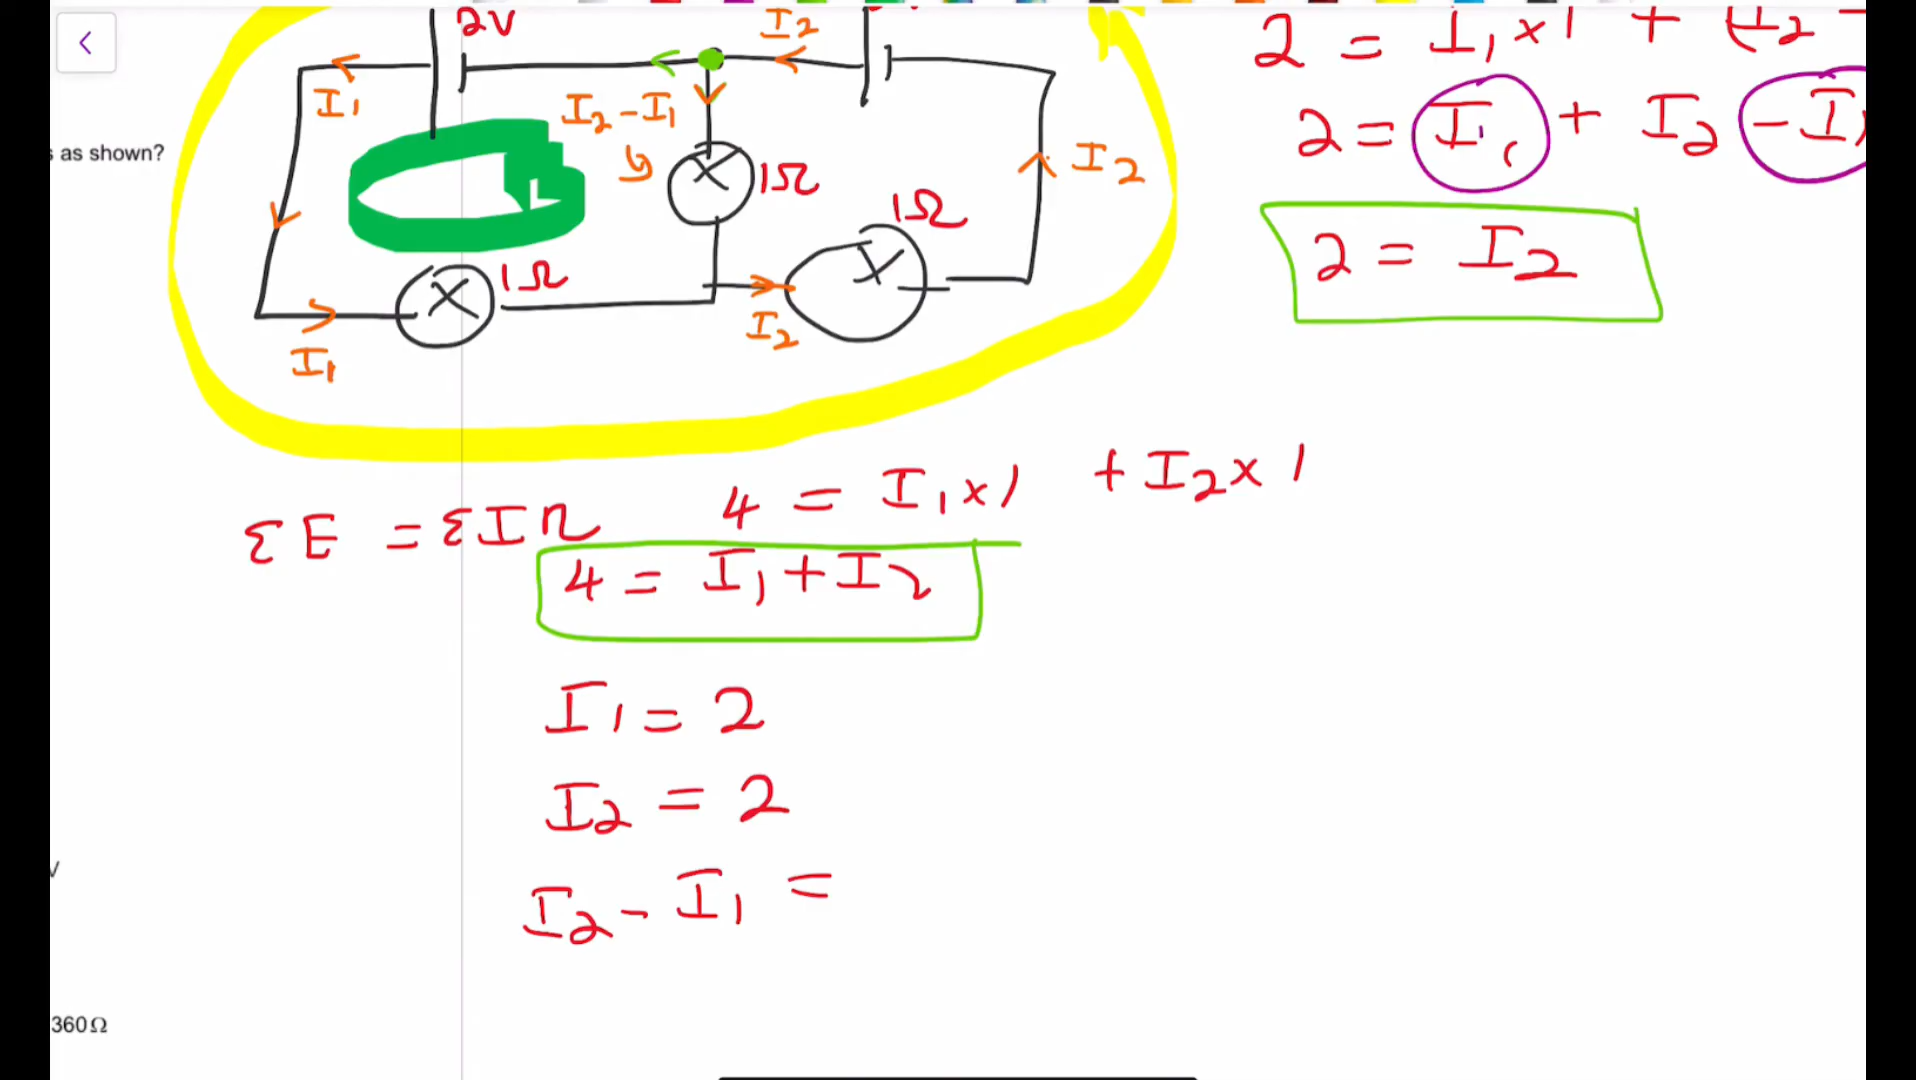 2V
I2
I1
I2-I1
1Ω
I2
1Ω
1Ω
I2
I1
L
s as shown?
2 = I1×1 + (I2 -
2 = I1 + I2 - I1
2 = I2
ΣE = ΣIR
4 = I1×1 + I2×1
4 = I1+I2
I1 = 2
I2 = 2
I2 - I1 =
V
360Ω